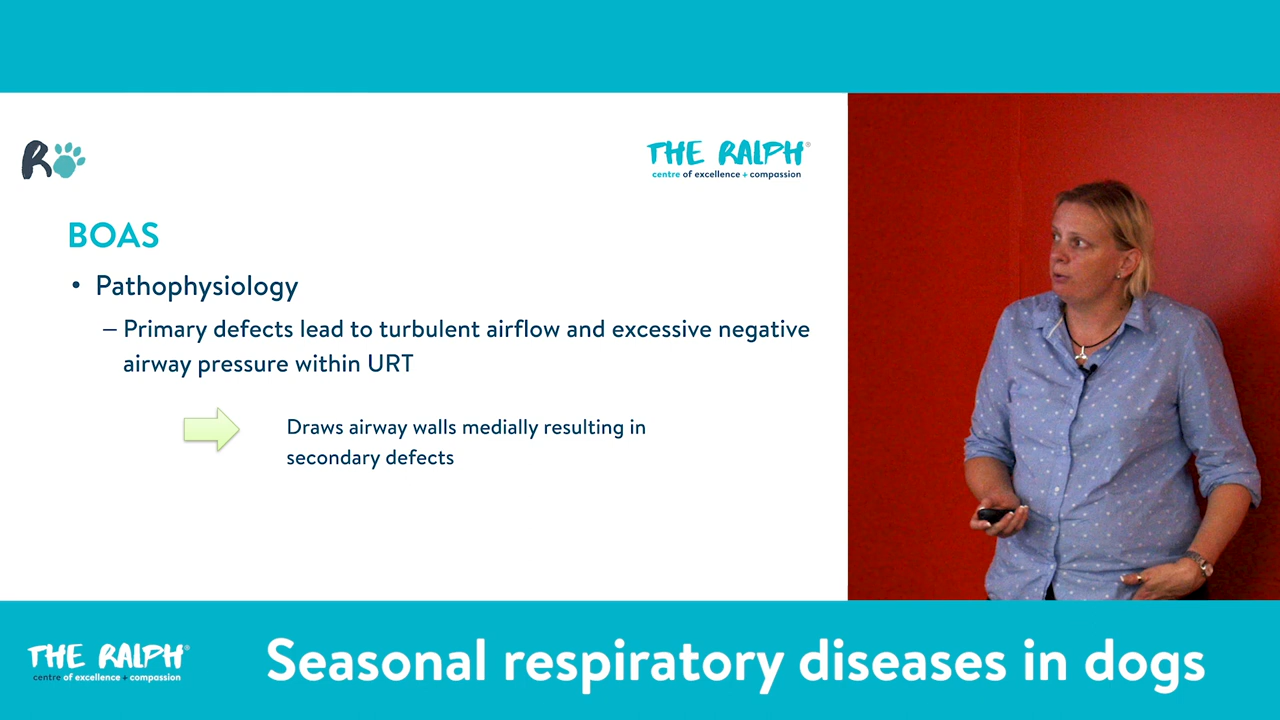 R
THE RALPH®
centre of excellence + compassion
BOAS
• Pathophysiology
– Primary defects lead to turbulent airflow and excessive negative
airway pressure within URT
Draws airway walls medially resulting in
secondary defects
THE RALPH®
centre of excellence + compassion
Seasonal respiratory diseases in dogs